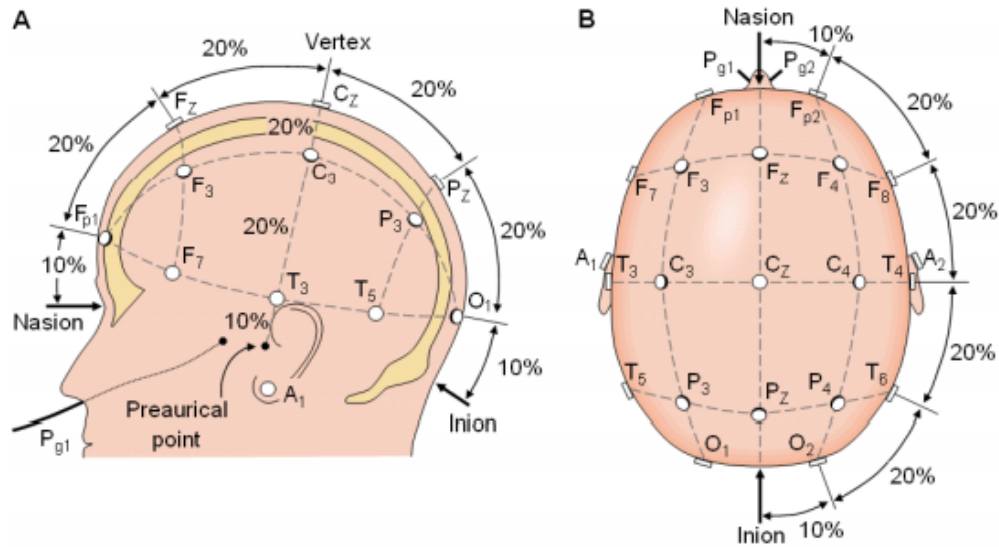 A
20%
Vertex
20%
FZ
CZ
20%
20%
20%
F3
C3
PZ
Fp1
20%
P3
20%
10%
F7
T3
T5
O1
Nasion
10%
10%
A1
Preaurical
point
Inion
Pg1
B
Nasion
10%
Pg1
Pg2
Fp1
Fp2
20%
F7
F3
FZ
F4
F8
20%
A1
T3
C3
CZ
C4
T4
A2
20%
T5
P3
PZ
P4
T6
O1
O2
20%
10%
Inion